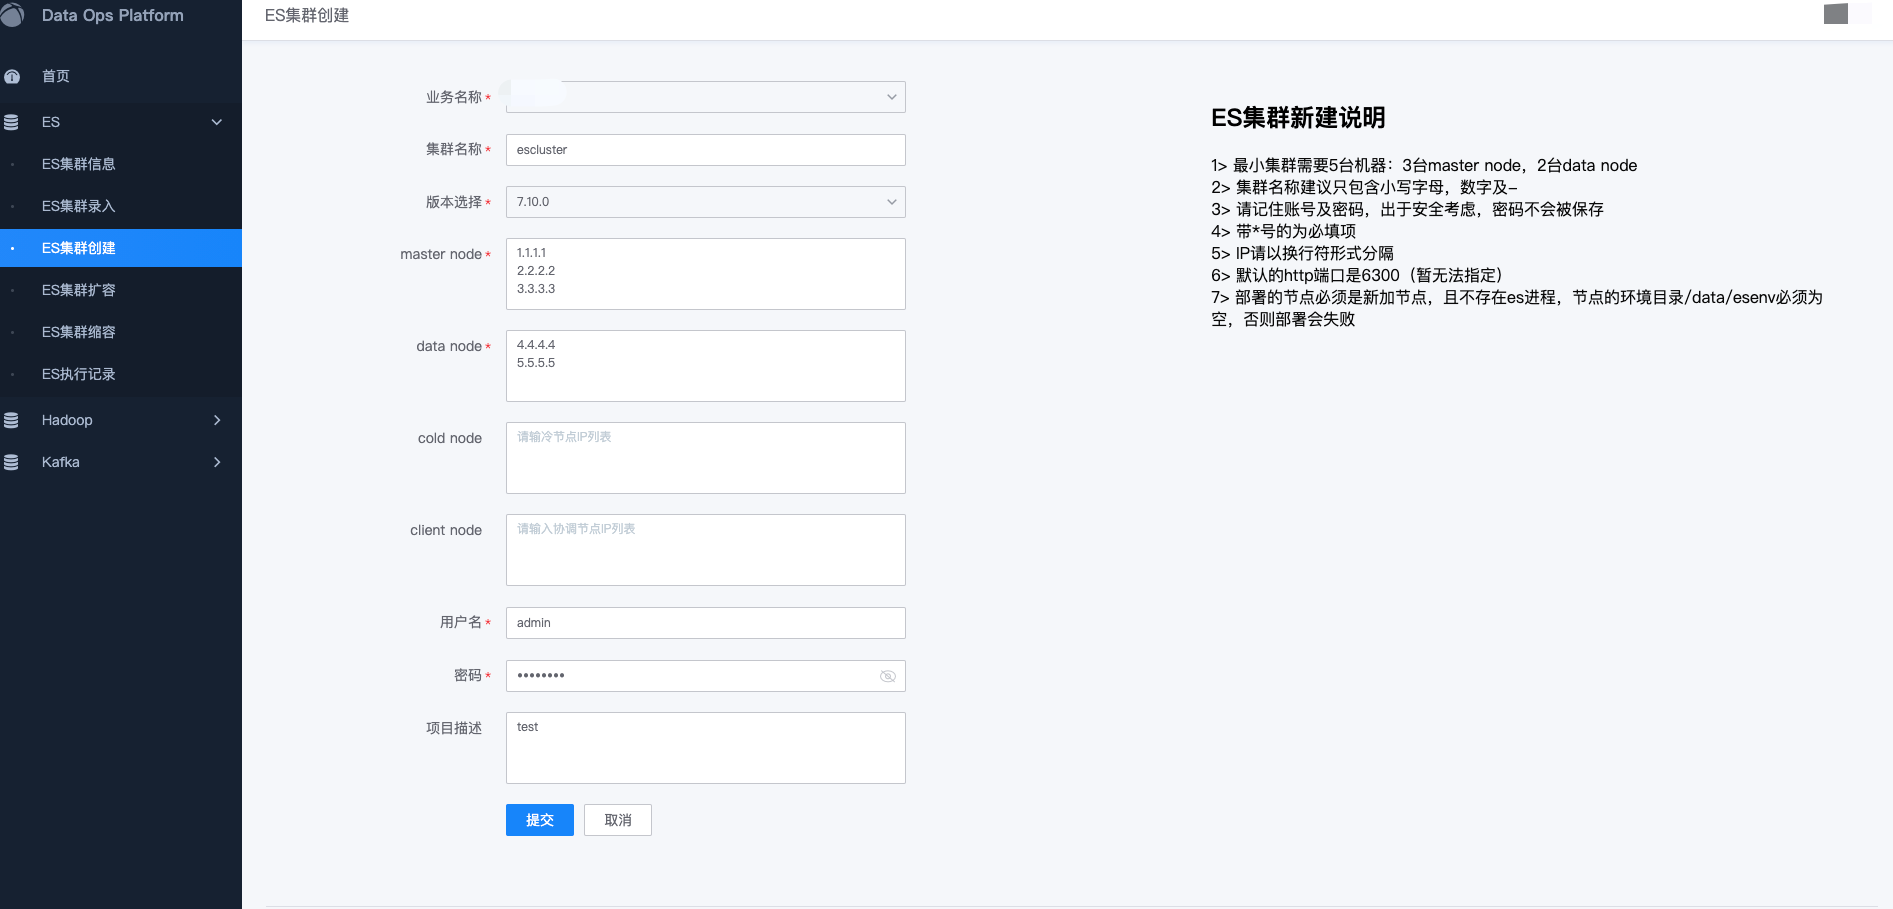 Data Ops Platform
ES集群创建
首页
ES
ES集群信息
ES集群录入
ES集群创建
ES集群扩容
ES集群缩容
ES执行记录
Hadoop
Kafka
业务名称*
集群名称* escluster
版本选择* 7.10.0
master node* 1.1.1.1
2.2.2.2
3.3.3.3
data node* 4.4.4.4
5.5.5.5
cold node 请输冷节点IP列表
client node 请输入协调节点IP列表
用户名* admin
密码* ••••••••
项目描述 test
提交 取消
ES集群新建说明
1> 最小集群需要5台机器：3台master node，2台data node
2> 集群名称建议只包含小写字母，数字及-
3> 请记住账号及密码，出于安全考虑，密码不会被保存
4> 带*号的为必填项
5> IP请以换行符形式分隔
6> 默认的http端口是6300（暂无法指定）
7> 部署的节点必须是新加节点，且不存在es进程，节点的环境目录/data/esenv必须为
空，否则部署会失败